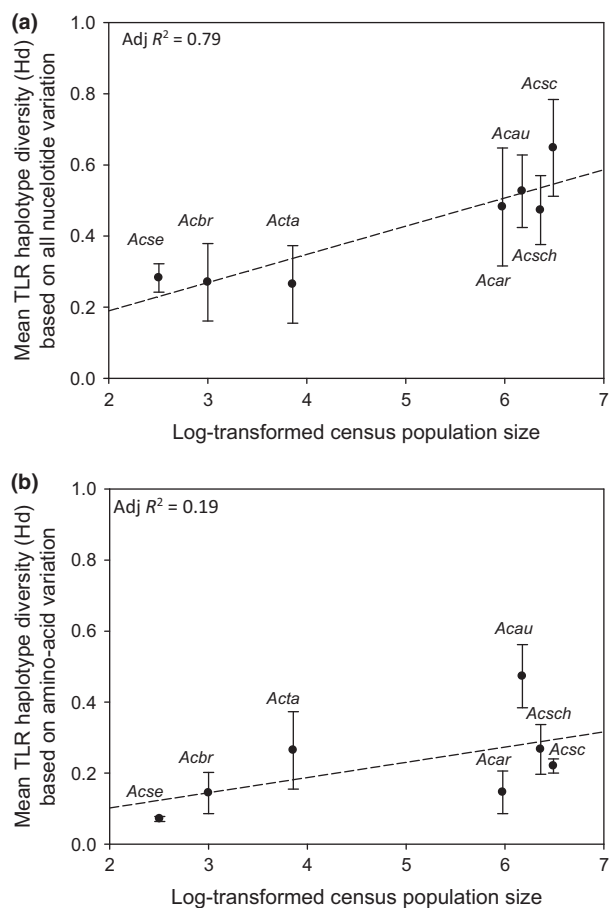 (a)
Adj R² = 0.79
Mean TLR haplotype diversity (Hd)
based on all nucelotide variation
1.0
0.8
0.6
0.4
0.2
0.0
Acse
Acbr
Acta
Acar
Acau
Acsch
Acsc
2 3 4 5 6 7
Log-transformed census population size
(b)
Adj R² = 0.19
Mean TLR haplotype diversity (Hd)
based on amino-acid variation
1.0
0.8
0.6
0.4
0.2
0.0
Acse
Acbr
Acta
Acar
Acau
Acsch
Acsc
2 3 4 5 6 7
Log-transformed census population size